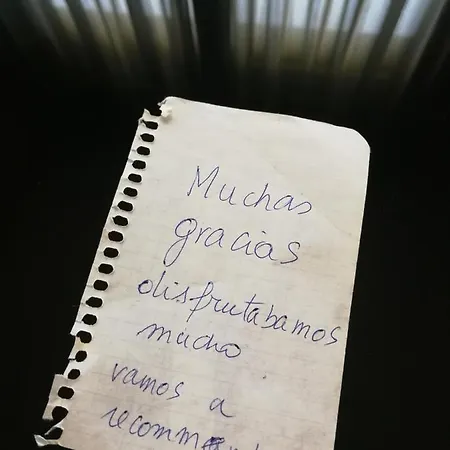 Muchas
gracias
disfrutabamos
mucho
vamos a